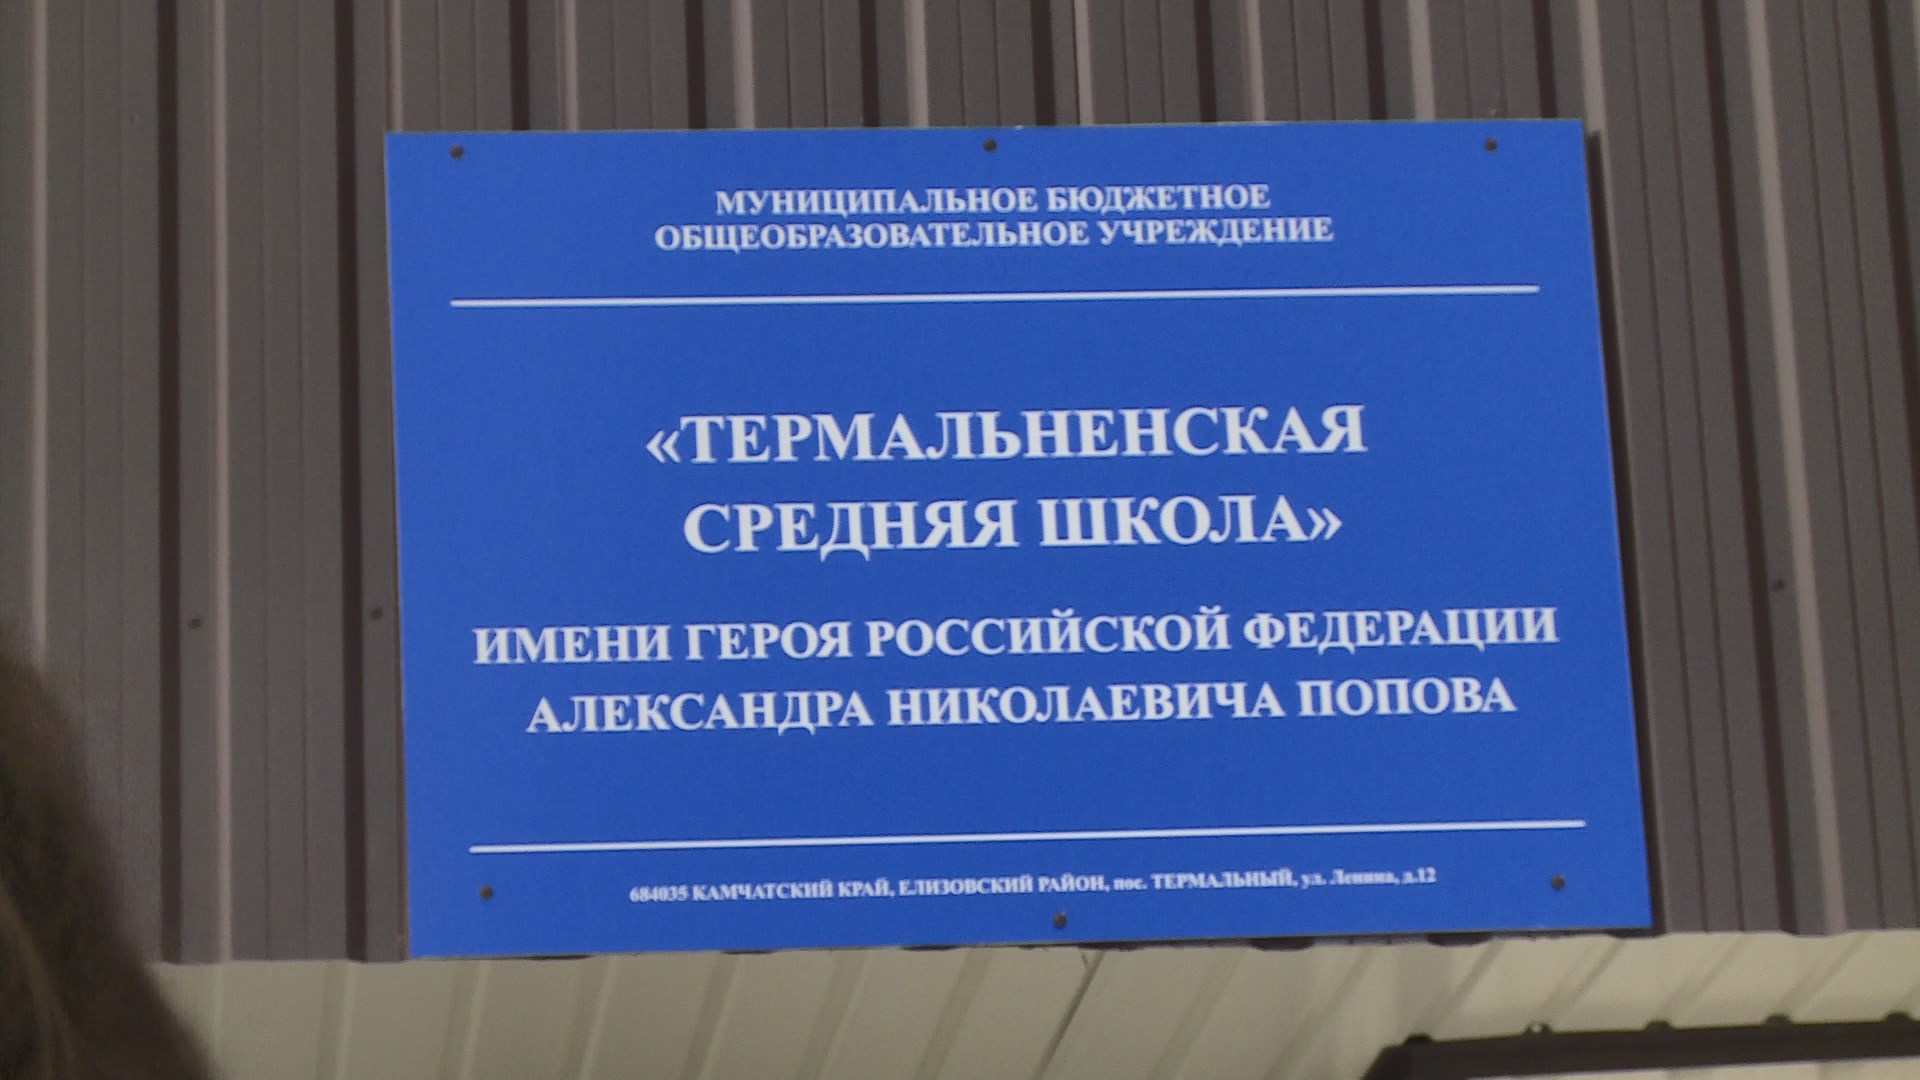 МУНИЦИПАЛЬНОЕ БЮДЖЕТНОЕ
ОБЩЕОБРАЗОВАТЕЛЬНОЕ УЧРЕЖДЕНИЕ
«ТЕРМАЛЬНЕНСКАЯ
СРЕДНЯЯ ШКОЛА»
ИМЕНИ ГЕРОЯ РОССИЙСКОЙ ФЕДЕРАЦИИ
АЛЕКСАНДРА НИКОЛАЕВИЧА ПОПОВА
684035 КАМЧАТСКИЙ КРАЙ, ЕЛИЗОВСКИЙ РАЙОН, пос. ТЕРМАЛЬНЫЙ, ул. Ленина, д.12